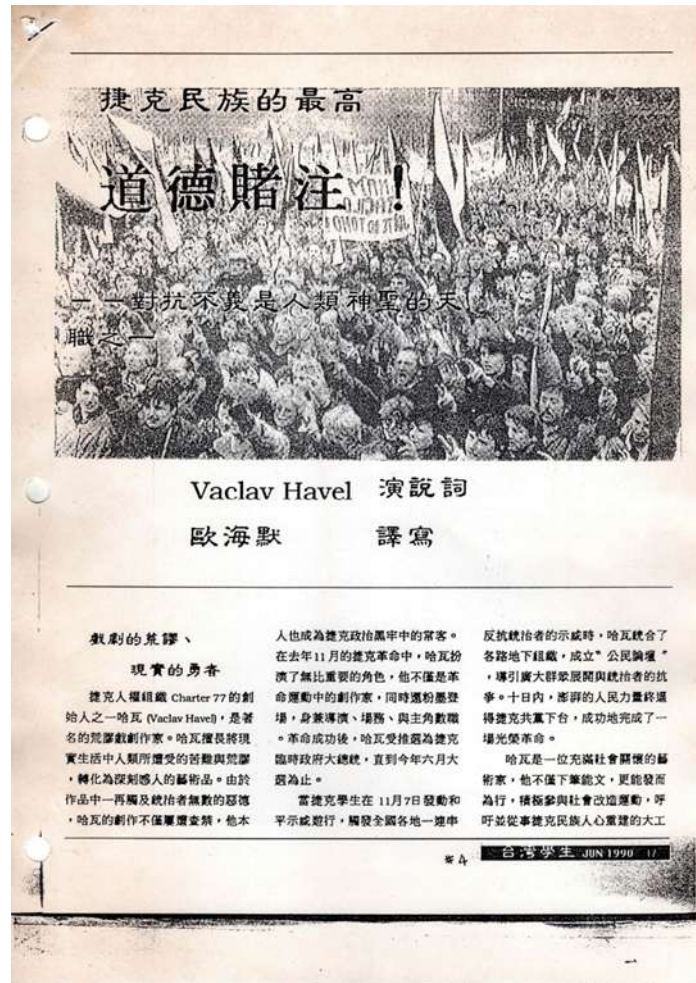 捷克民族的最高
道德賭注！
——對抗不義是人類神聖的天
職之一
Vaclav Havel 演說詞
歐海默 譯寫
戲劇的荒謬、
現實的勇者
捷克人權組織 Charter 77 的創
始人之一哈瓦 (Vaclav Havel)，是著
名的荒謬戲劇作家。哈瓦擅長將現
實生活中人類所遭受的苦難與荒謬
，轉化為深刻感人的藝術品。由於
作品中一再觸及統治者無數的惡德
，哈瓦的創作不僅屢遭查禁，他本
人也成為捷克政治黑牢中的常客。
在去年11月的捷克革命中，哈瓦扮
演了無比重要的角色，他不僅是革
命運動中的創作家，同時還粉墨登
場，身兼導演、場務、與主角數職
。革命成功後，哈瓦受推選為捷克
臨時政府大總統，直到今年六月大
選為止。
當捷克學生在 11月7日發動和
平示威遊行，觸發全國各地一連串
反抗統治者的示威時，哈瓦統合了
各路地下組織，成立〝公民論壇〞
，導引廣大群眾展開與統治者的抗
爭。十日內，澎湃的人民力量終還
得捷克共黨下台，成功地完成了一
場光榮革命。
哈瓦是一位充滿社會關懷的藝
術家，他不僅下筆能文，更能發而
為行，積極參與社會改造運動，呼
吁並從事捷克民族人心重建的大工
#4
台灣學生 JUN 1990 17